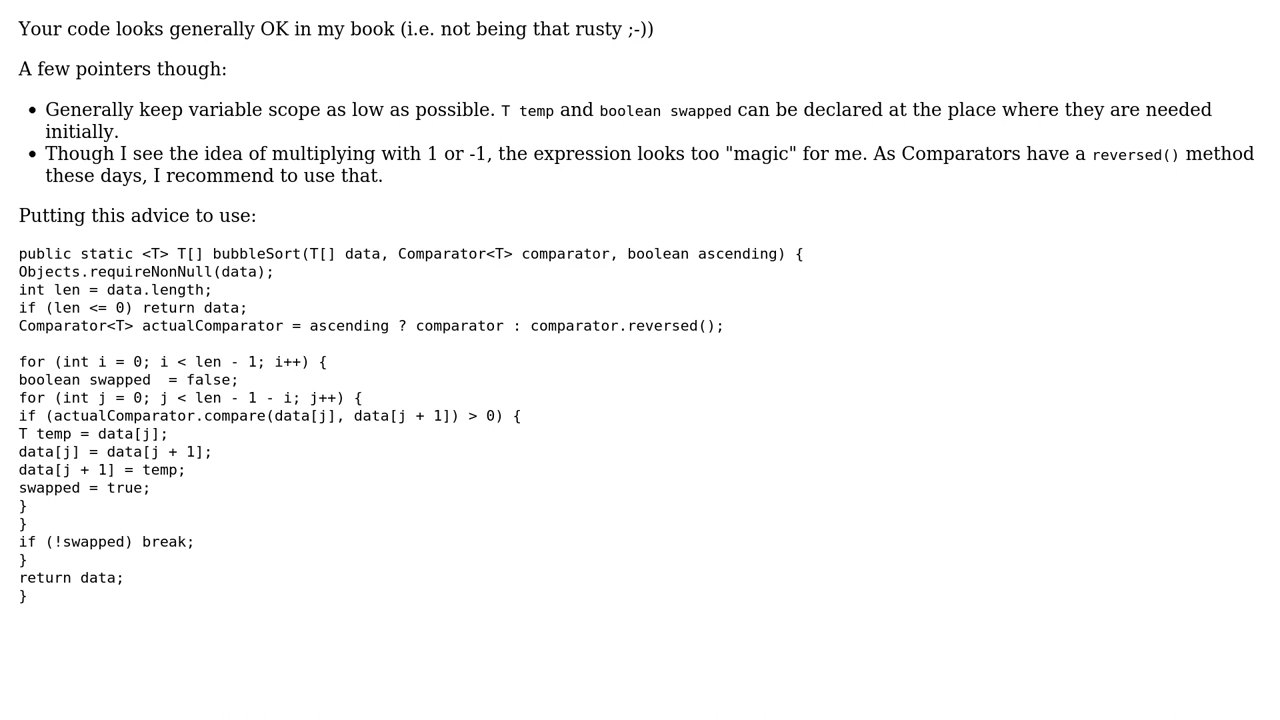 Your code looks generally OK in my book (i.e. not being that rusty ;-))
A few pointers though:
• Generally keep variable scope as low as possible. T temp and boolean swapped can be declared at the place where they are needed
initially.
• Though I see the idea of multiplying with 1 or -1, the expression looks too "magic" for me. As Comparators have a reversed() method
these days, I recommend to use that.
Putting this advice to use:
public static <T> T[] bubbleSort(T[] data, Comparator<T> comparator, boolean ascending) {
Objects.requireNonNull(data);
int len = data.length;
if (len <= 0) return data;
Comparator<T> actualComparator = ascending ? comparator : comparator.reversed();

for (int i = 0; i < len - 1; i++) {
boolean swapped  = false;
for (int j = 0; j < len - 1 - i; j++) {
if (actualComparator.compare(data[j], data[j + 1]) > 0) {
T temp = data[j];
data[j] = data[j + 1];
data[j + 1] = temp;
swapped = true;
}
}
if (!swapped) break;
}
return data;
}